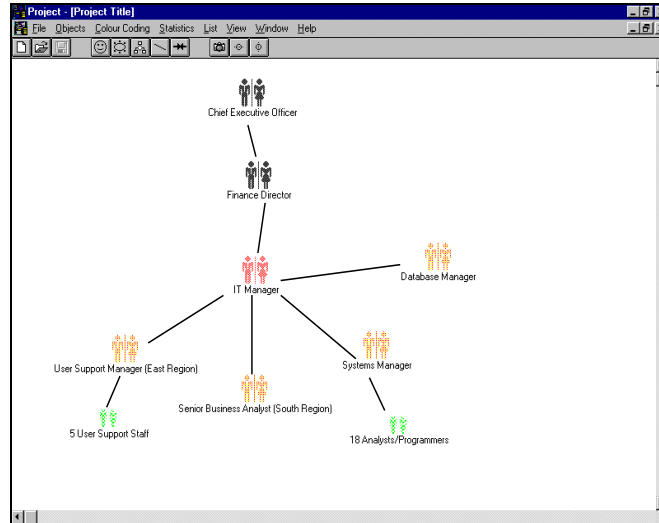 Project - [Project Title]
File Objects Colour Coding Statistics List View Window Help
Chief Executive Officer
Finance Director
IT Manager
Database Manager
User Support Manager (East Region)
Systems Manager
Senior Business Analyst (South Region)
5 User Support Staff
18 Analysts/Programmers